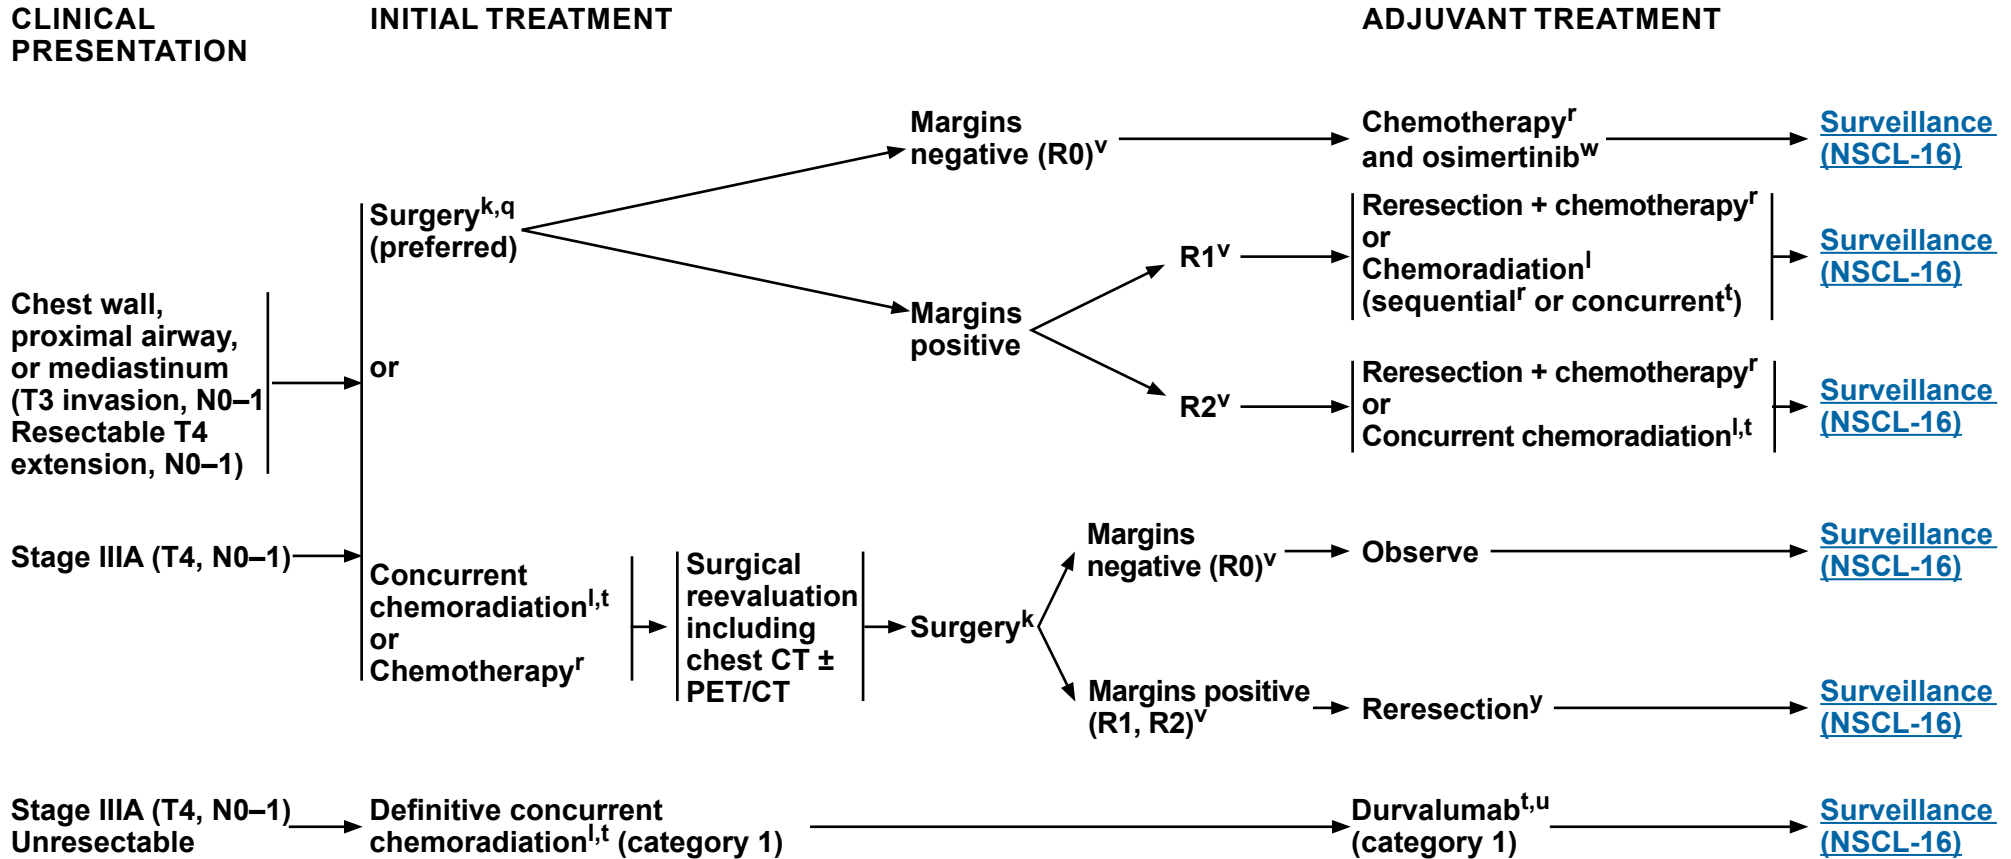 CLINICAL
PRESENTATION
INITIAL TREATMENT
ADJUVANT TREATMENT
Chest wall,
proximal airway,
or mediastinum
(T3 invasion, N0–1
Resectable T4
extension, N0–1)
Stage IIIA (T4, N0–1)
Surgeryk,q
(preferred)
or
Concurrent
chemoradiationl,t
or
Chemotherapyr
Margins
negative (R0)v
Chemotherapyr
and osimertinibw
Surveillance
(NSCL-16)
Margins
positive
R1v
Reresection + chemotherapyr
or
Chemoradiationl
(sequentialr or concurrentt)
Surveillance
(NSCL-16)
R2v
Reresection + chemotherapyr
or
Concurrent chemoradiationl,t
Surveillance
(NSCL-16)
Surgical
reevaluation
including
chest CT ±
PET/CT
Surgeryk
Margins
negative (R0)v
Observe
Surveillance
(NSCL-16)
Margins positive
(R1, R2)v
Reresectiony
Surveillance
(NSCL-16)
Stage IIIA (T4, N0–1)
Unresectable
Definitive concurrent
chemoradiationl,t (category 1)
Durvalumabt,u
(category 1)
Surveillance
(NSCL-16)